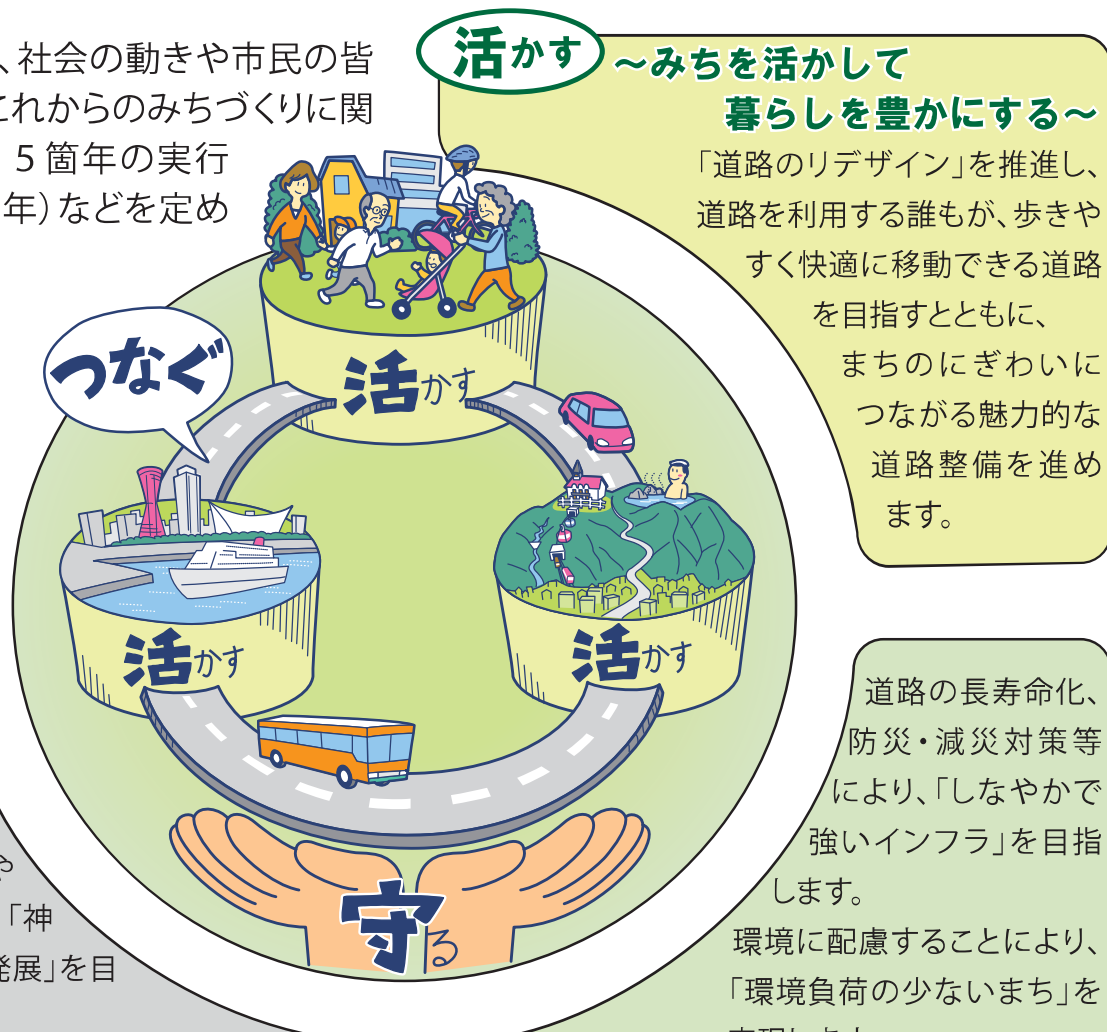 、社会の動きや市民の皆
これからのみちづくりに関
5箇年の実行
年)などを定め
活かす
~みちを活かして
暮らしを豊かにする~
「道路のリデザイン」を推進し、
道路を利用する誰もが、歩きや
すく快適に移動できる道路
を目指すとともに、
まちのにぎわいに
つながる魅力的な
道路整備を進め
ます。
つなぐ
活かす
活かす
活かす
守る
道路の長寿命化、
防災・減災対策等
により、「しなやかで
強いインフラ」を目指
します。
環境に配慮することにより、
「環境負荷の少ないまち」を
や
「神
発展」を目